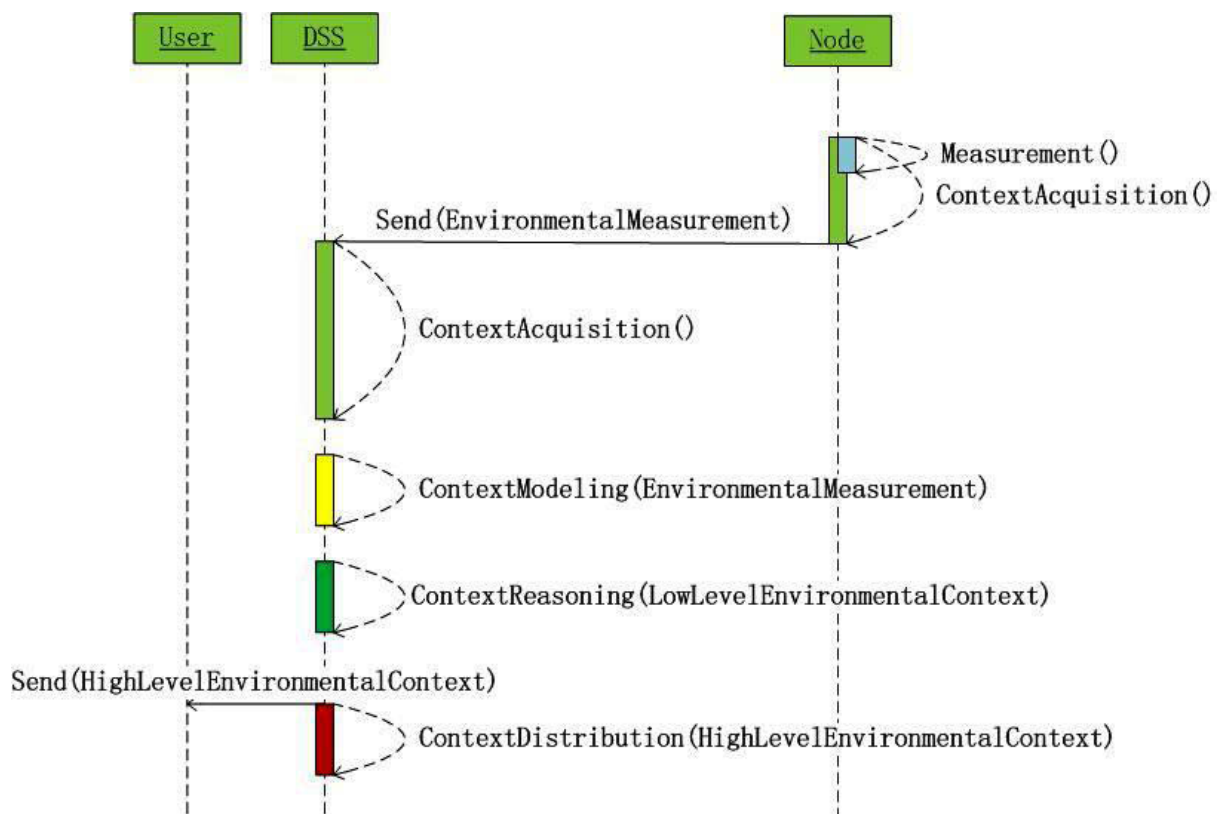 User
DSS
Node
Measurement()
ContextAcquisition()
Send(EnvironmentalMeasurement)
ContextAcquisition()
ContextModeling(EnvironmentalMeasurement)
ContextReasoning(LowLevelEnvironmentalContext)
Send(HighLevelEnvironmentalContext)
ContextDistribution(HighLevelEnvironmentalContext)